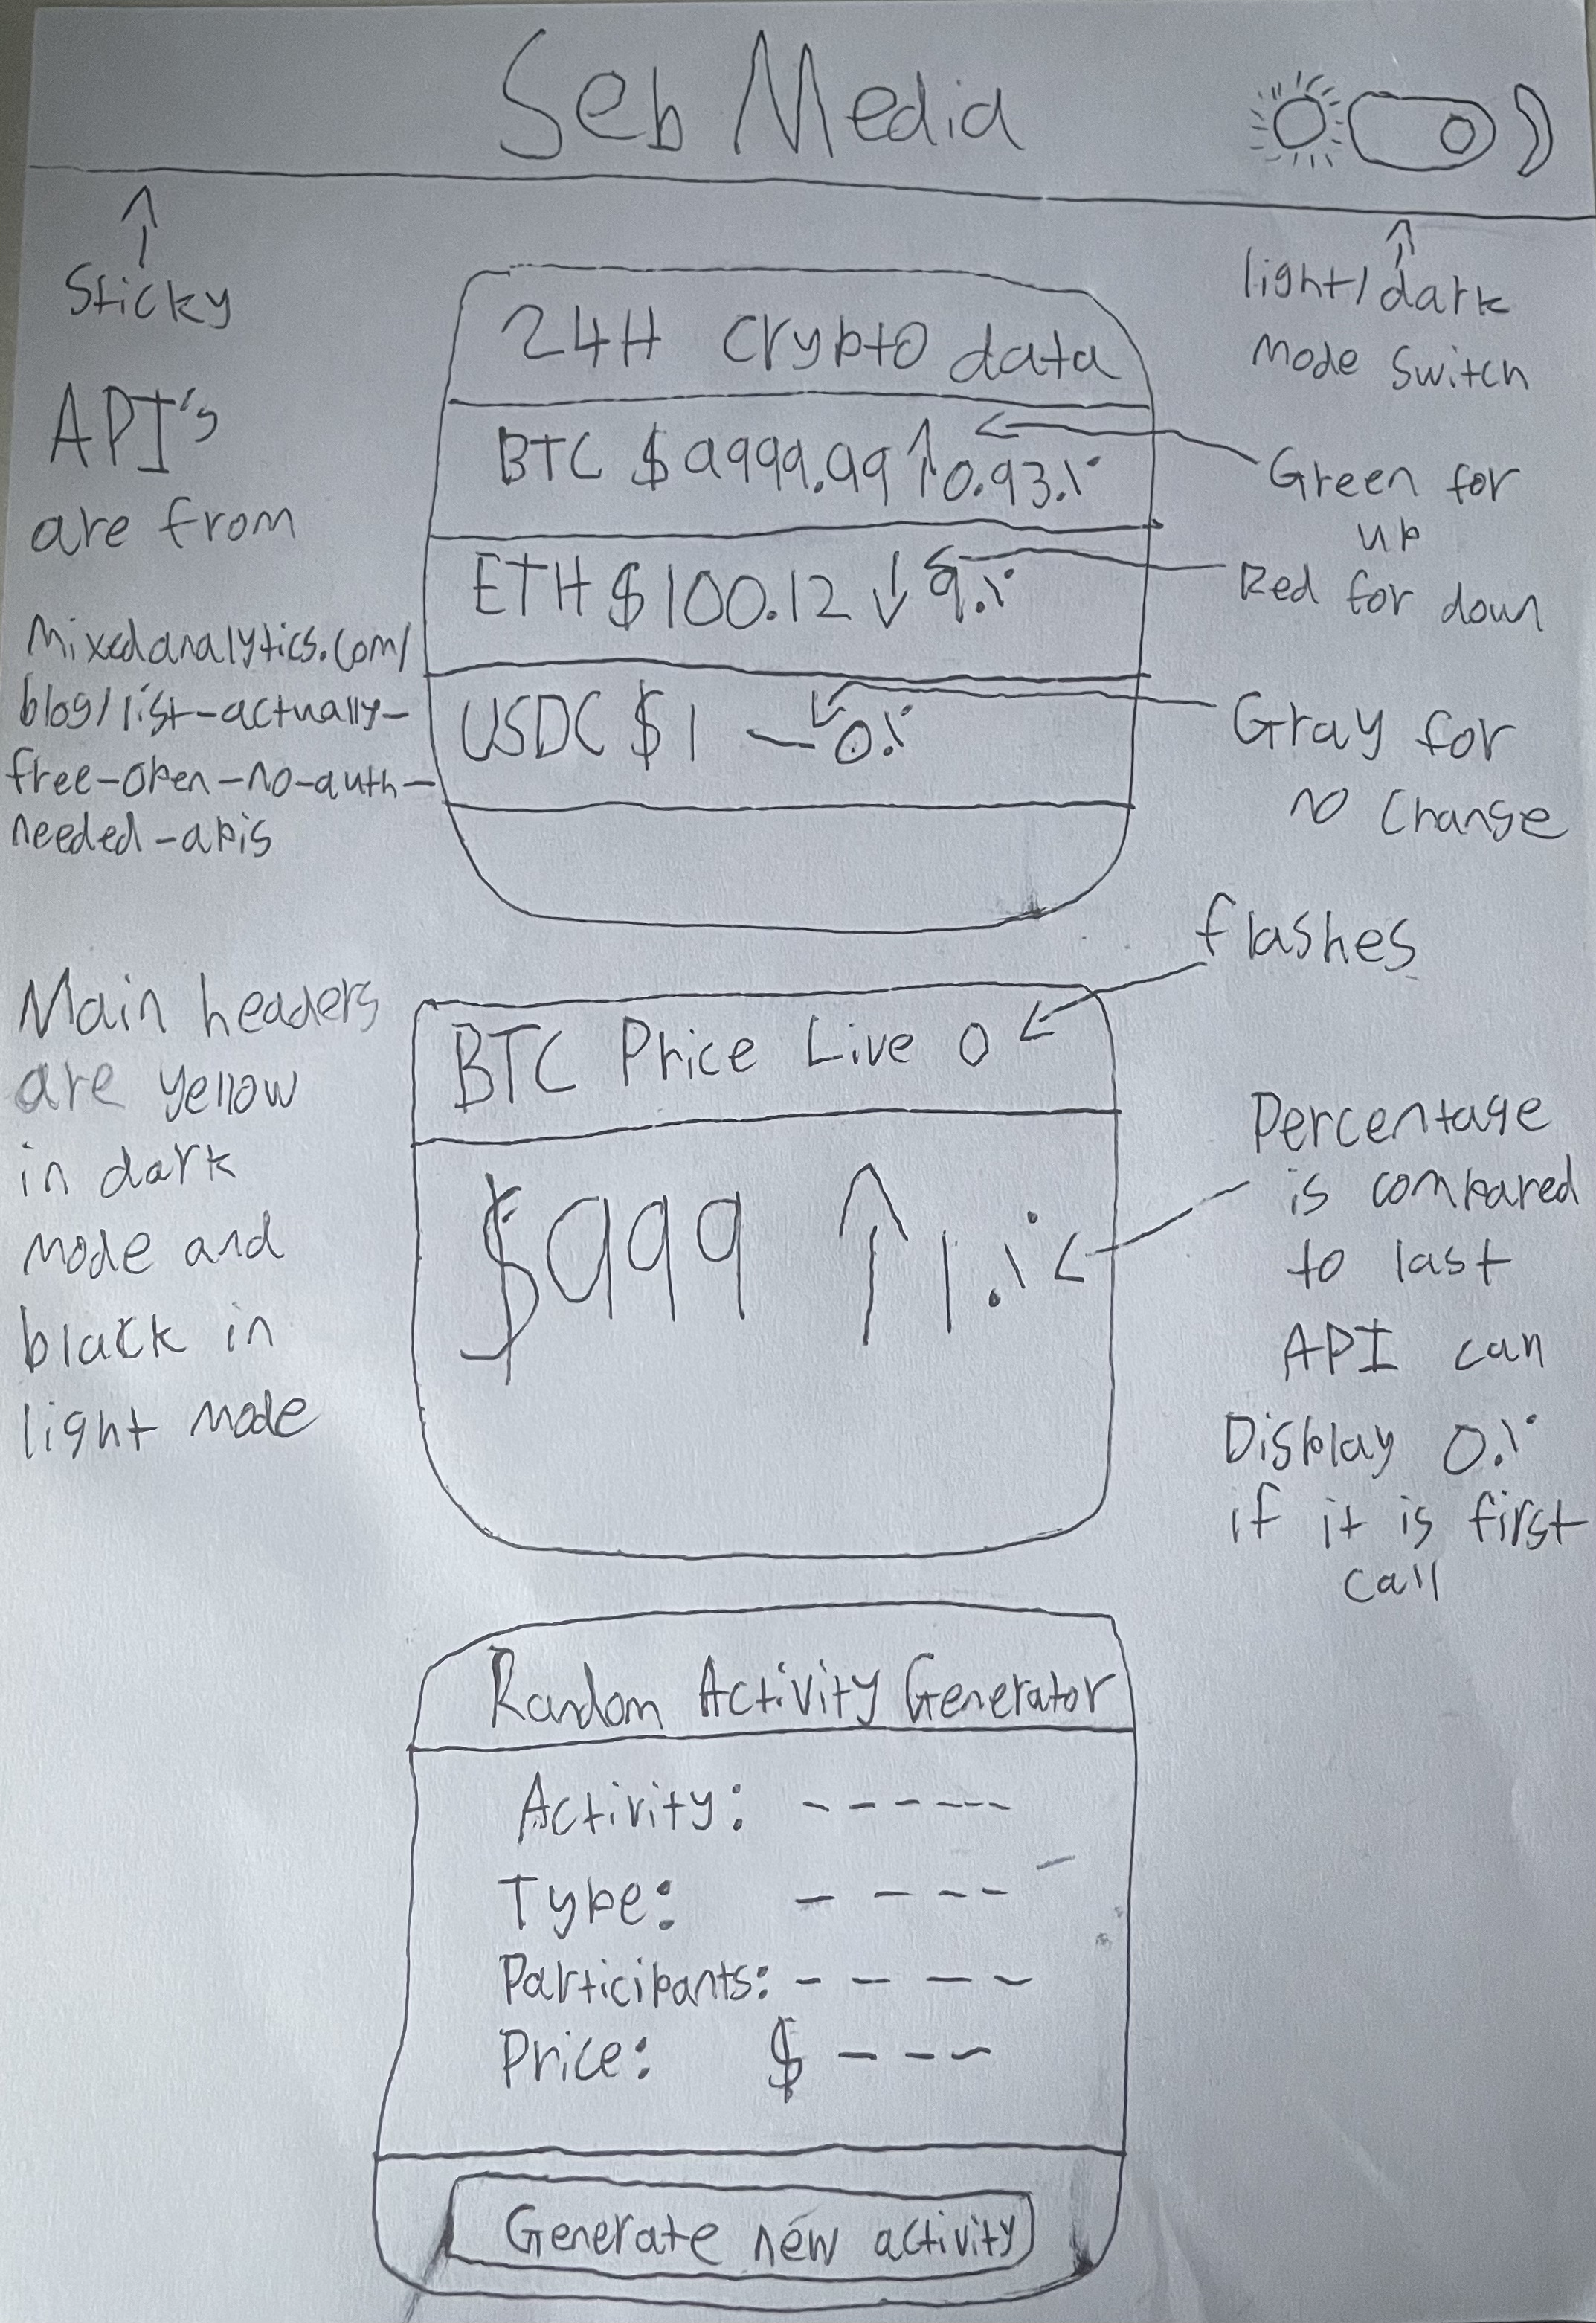 Seb Media
Sticky
light/dark
mode switch
24H Crypto data
BTC $9999.99 ↑ 0.93%
ETH $100.12 ↓ 9%
USDC $1 — 0%
Green for
up
Red for down
Gray for
no change
API's
are from
mixedanalytics.com/
blog/list-actually-
free-open-no-auth-
needed-apis
flashes
BTC Price Live
$999 ↑ 1%
Main headers
are yellow
in dark
mode and
black in
light mode
Percentage
is compared
to last
API call
Display 0%
if it is first
call
Random Activity Generator
Activity: - - - - - -
Type: - - - - -
Participants: - - - -
Price: $ - - -
Generate new activity